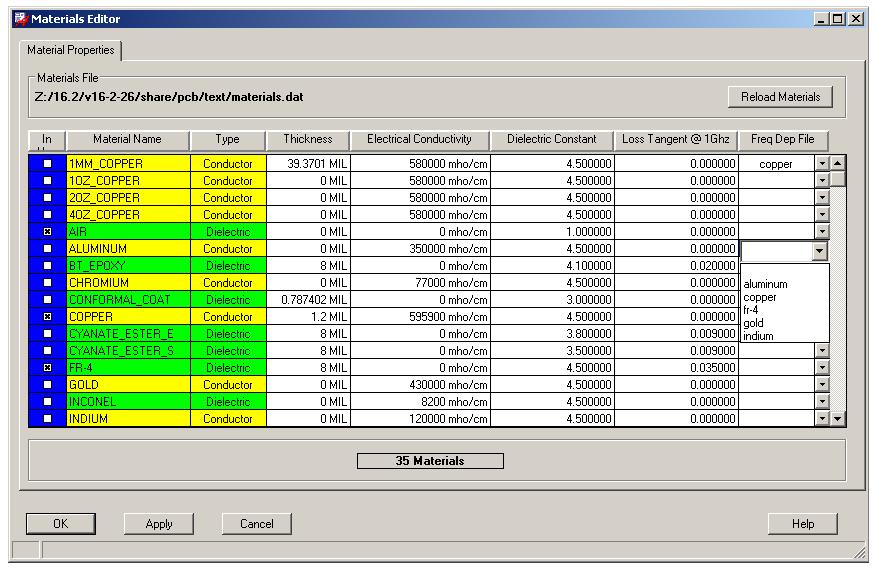 Materials Editor
Material Properties
Materials File
Z:/16.2/v16-2-26/share/pcb/text/materials.dat
Reload Materials
In Material Name Type Thickness Electrical Conductivity Dielectric Constant Loss Tangent @ 1Ghz Freq Dep File
1MM_COPPER Conductor 39.3701 MIL 580000 mho/cm 4.500000 0.000000 copper
1OZ_COPPER Conductor 0 MIL 580000 mho/cm 4.500000 0.000000
2OZ_COPPER Conductor 0 MIL 580000 mho/cm 4.500000 0.000000
4OZ_COPPER Conductor 0 MIL 580000 mho/cm 4.500000 0.000000
AIR Dielectric 0 MIL 0 mho/cm 1.000000 0.000000
ALUMINUM Conductor 0 MIL 350000 mho/cm 4.500000 0.000000
BT_EPOXY Dielectric 8 MIL 0 mho/cm 4.100000 0.020000
CHROMIUM Conductor 0 MIL 77000 mho/cm 4.500000 0.000000 aluminum
CONFORMAL_COAT Dielectric 0.787402 MIL 0 mho/cm 3.000000 0.000000 copper
COPPER Conductor 1.2 MIL 595900 mho/cm 4.500000 0.000000 fr-4
CYANATE_ESTER_E Dielectric 8 MIL 0 mho/cm 3.800000 0.009000 gold
indium
CYANATE_ESTER_S Dielectric 8 MIL 0 mho/cm 3.500000 0.009000
FR-4 Dielectric 8 MIL 0 mho/cm 4.500000 0.035000
GOLD Conductor 0 MIL 430000 mho/cm 4.500000 0.000000
INCONEL Dielectric 0 MIL 8200 mho/cm 4.500000 0.000000
INDIUM Conductor 0 MIL 120000 mho/cm 4.500000 0.000000
35 Materials
OK Apply Cancel Help